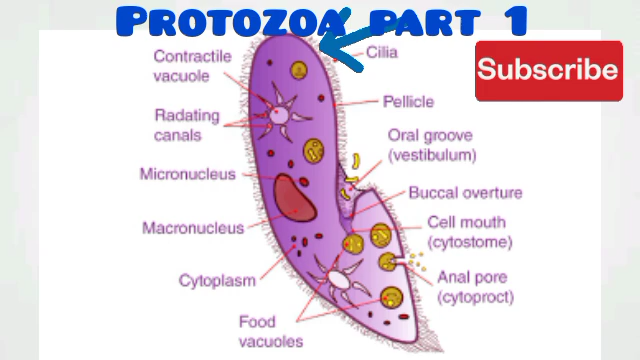 Protozoa part 1
Subscribe
Contractile
vacuole
Radating
canals
Micronucleus
Macronucleus
Cytoplasm
Food
vacuoles
Cilia
Pellicle
Oral groove
(vestibulum)
Buccal overture
Cell mouth
(cytostome)
Anal pore
(cytoproct)